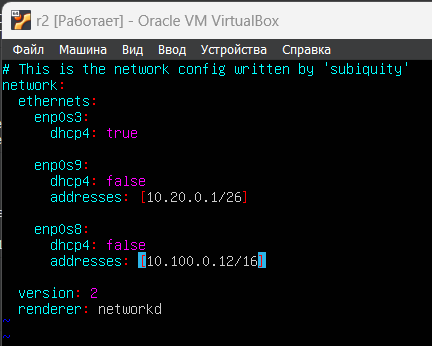 r2 [Работает] - Oracle VM VirtualBox
Файл Машина Вид Ввод Устройства Справка
# This is the network config written by 'subiquity'
network:
  ethernets:
    enp0s3:
      dhcp4: true
    enp0s9:
      dhcp4: false
      addresses: [10.20.0.1/26]
    enp0s8:
      dhcp4: false
      addresses: [10.100.0.12/16]
  version: 2
  renderer: networkd
~
~